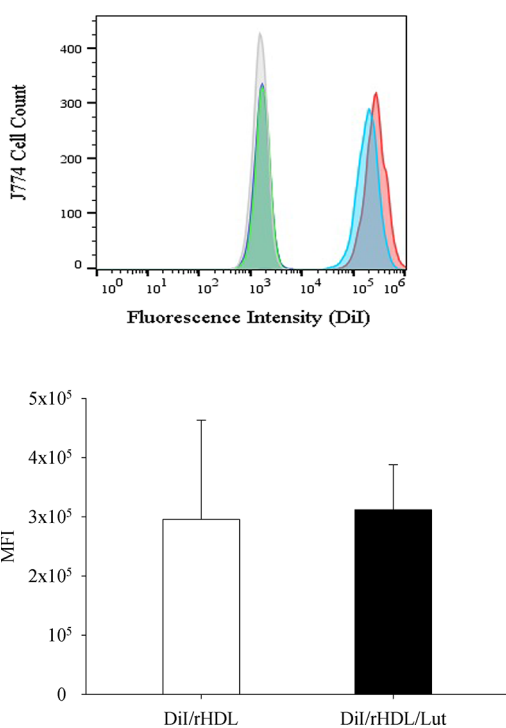 400
300
200
100
0
J774 Cell Count
10⁰ 10¹ 10² 10³ 10⁴ 10⁵ 10⁶
Fluorescence Intensity (DiI)
5x10⁵
4x10⁵
3x10⁵
2x10⁵
10⁵
0
MFI
DiI/rHDL DiI/rHDL/Lut